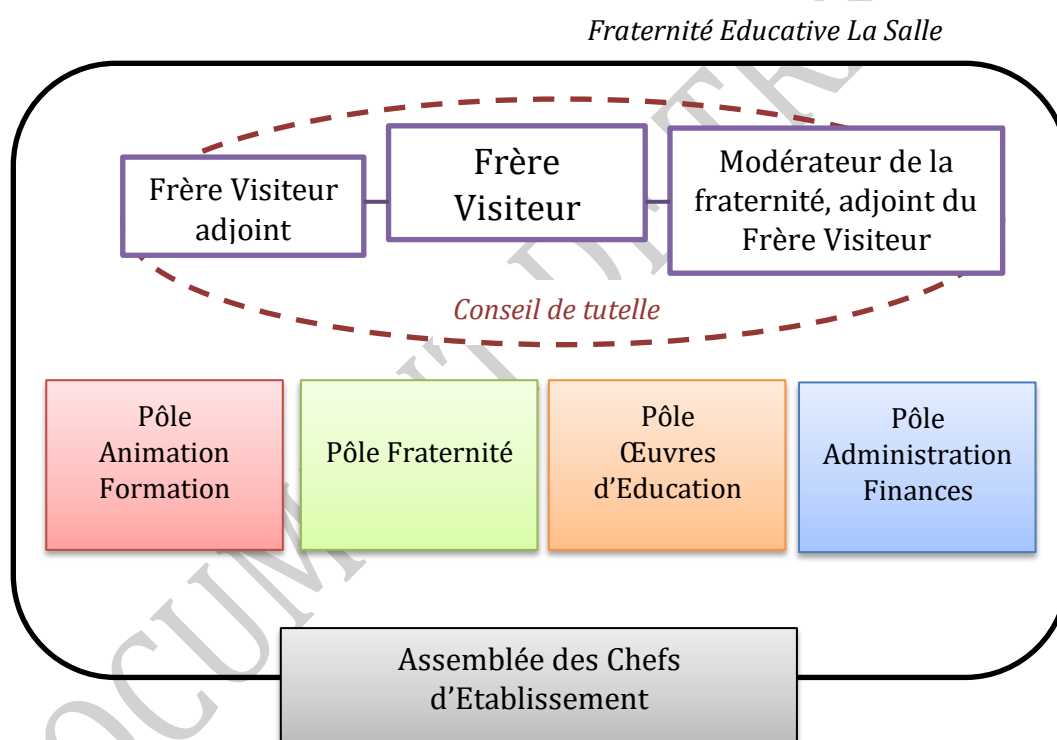 Fraternité Educative La Salle
Frère Visiteur
adjoint
Frère
Visiteur
Modérateur de la
fraternité, adjoint du
Frère Visiteur
Conseil de tutelle
Pôle
Animation
Formation
Pôle Fraternité
Pôle
Œuvres
d'Education
Pôle
Administration
Finances
Assemblée des Chefs
d'Etablissement